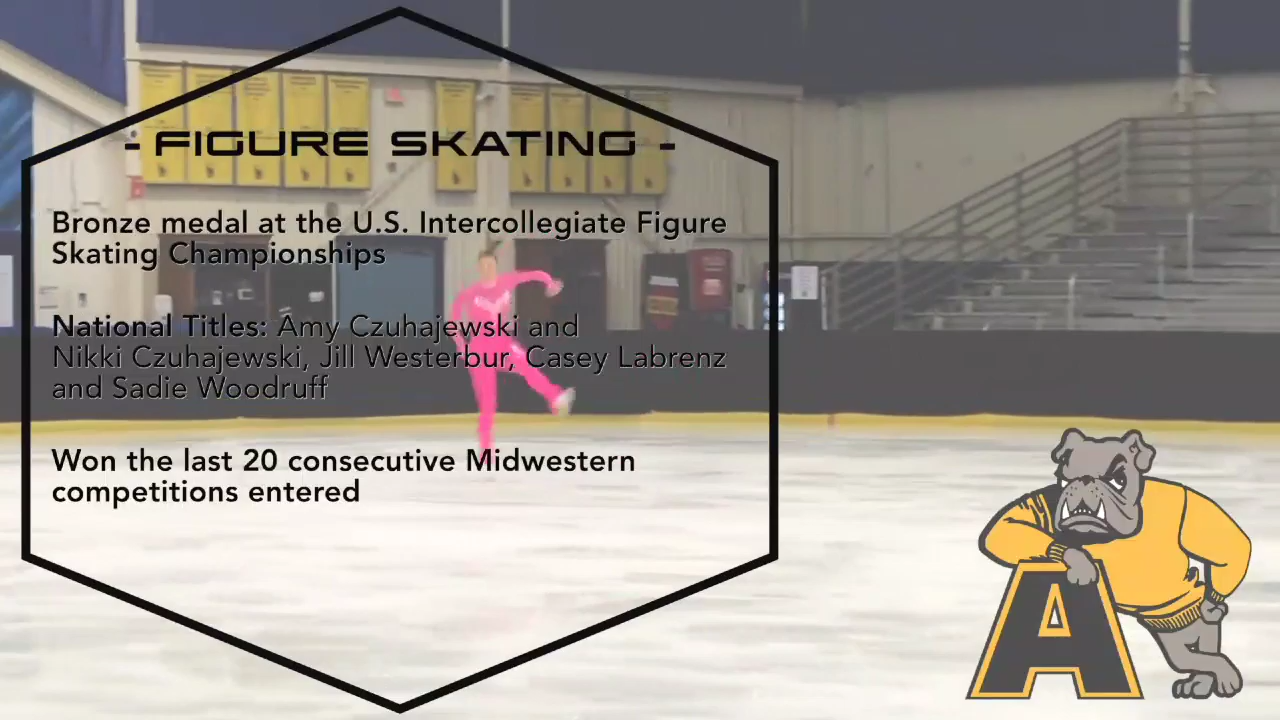 - FIGURE SKATING -
Bronze medal at the U.S. Intercollegiate Figure
Skating Championships
National Titles: Amy Czuhajewski and
Nikki Czuhajewski, Jill Westerbur, Casey Labrenz
and Sadie Woodruff
Won the last 20 consecutive Midwestern
competitions entered
A